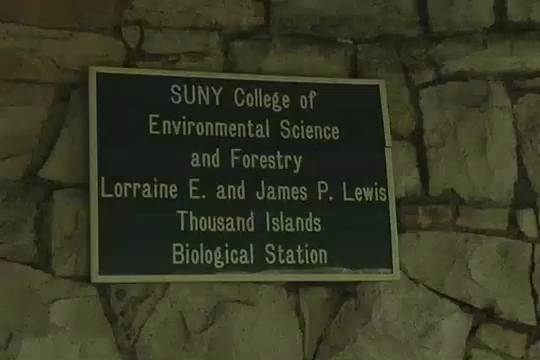 SUNY College of
Environmental Science
and Forestry
Lorraine E. and James P. Lewis
Thousand Islands
Biological Station